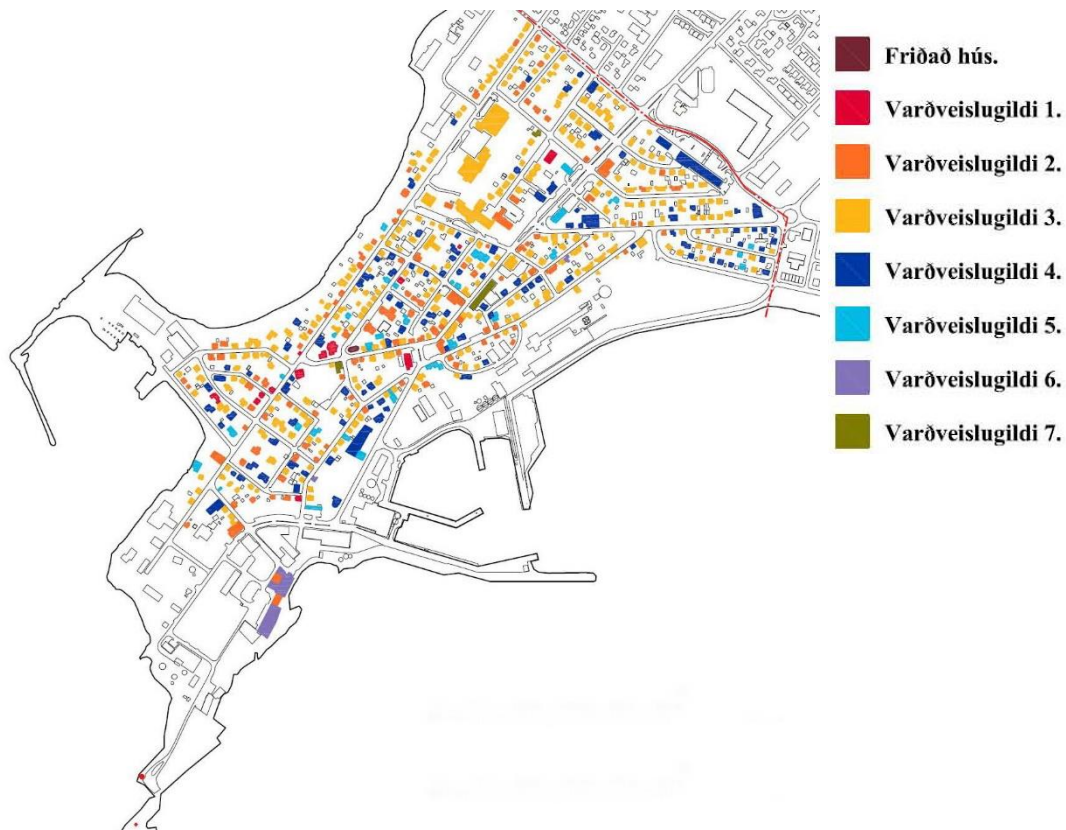 Friðað hús.
Varðveislugildi 1.
Varðveislugildi 2.
Varðveislugildi 3.
Varðveislugildi 4.
Varðveislugildi 5.
Varðveislugildi 6.
Varðveislugildi 7.